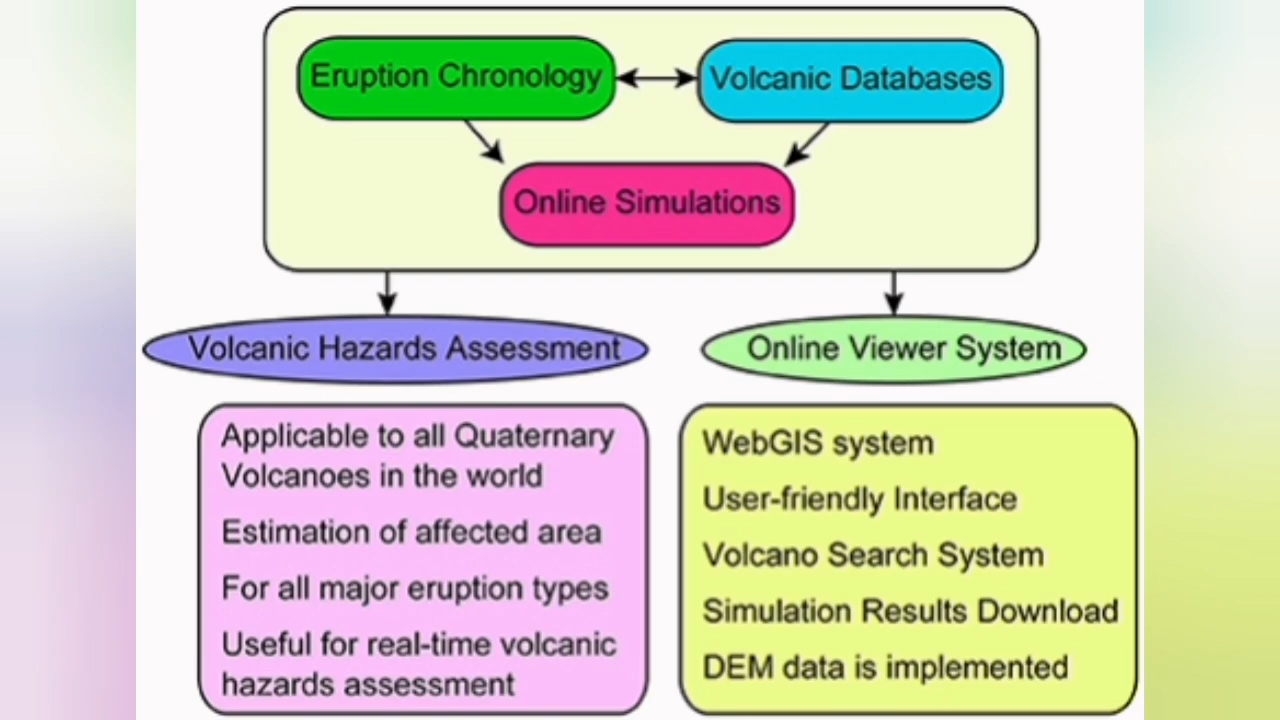 Eruption Chronology
Volcanic Databases
Online Simulations
Volcanic Hazards Assessment
Online Viewer System
Applicable to all Quaternary
Volcanoes in the world
Estimation of affected area
For all major eruption types
Useful for real-time volcanic
hazards assessment
WebGIS system
User-friendly Interface
Volcano Search System
Simulation Results Download
DEM data is implemented